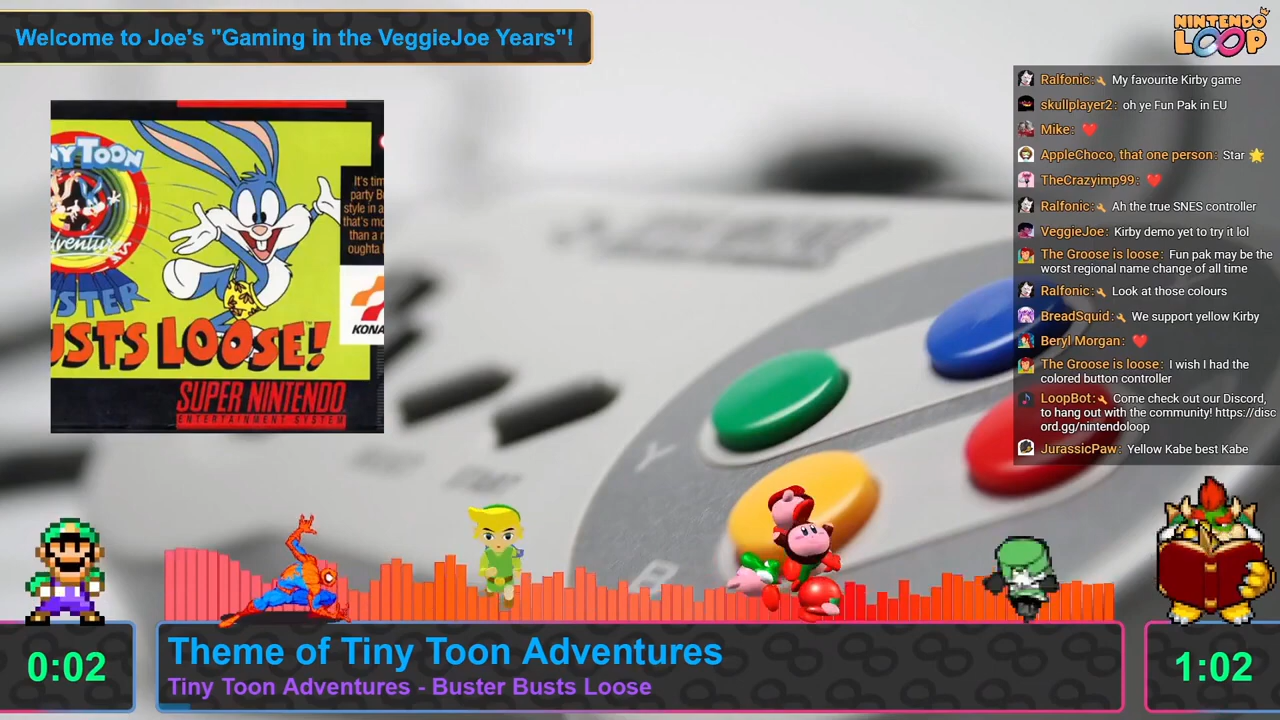 Welcome to Joe's "Gaming in the VeggieJoe Years"!
NINTENDO
LOOP
NY TOON
dventures
STER
USTS LOOSE!
SUPER NINTENDO
ENTERTAINMENT SYSTEM
It's tim
party B
style in a
that's mo
than a r
oughta
KONA
Ralfonic: My favourite Kirby game
skullplayer2: oh ye Fun Pak in EU
Mike: ❤️
AppleChoco, that one person: Star 🌟
TheCrazyimp99: ❤️
Ralfonic: Ah the true SNES controller
VeggieJoe: Kirby demo yet to try it lol
The Groose is loose: Fun pak may be the
worst regional name change of all time
Ralfonic: Look at those colours
BreadSquid: We support yellow Kirby
Beryl Morgan: ❤️
The Groose is loose: I wish I had the
colored button controller
LoopBot: Come check out our Discord,
to hang out with the community! https://disc
ord.gg/nintendoloop
JurassicPaw: Yellow Kabe best Kabe
Y
B
0:02
Theme of Tiny Toon Adventures
Tiny Toon Adventures - Buster Busts Loose
1:02